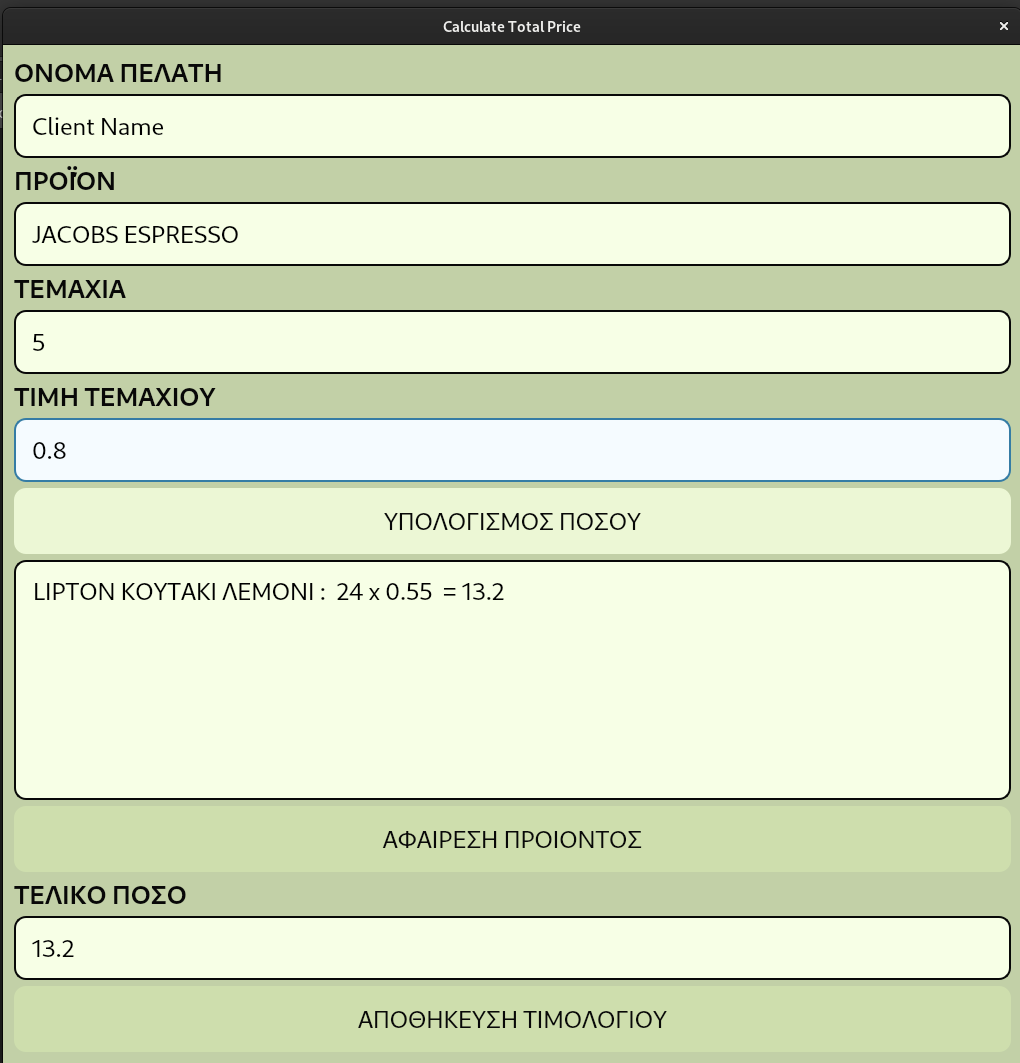 Calculate Total Price
ΟΝΟΜΑ ΠΕΛΑΤΗ
Client Name
ΠΡΟΪΟΝ
JACOBS ESPRESSO
ΤΕΜΑΧΙΑ
5
ΤΙΜΗ ΤΕΜΑΧΙΟΥ
0.8
ΥΠΟΛΟΓΙΣΜΟΣ ΠΟΣΟΥ
LIPTON ΚΟΥΤΑΚΙ ΛΕΜΟΝΙ : 24 x 0.55 = 13.2
ΑΦΑΙΡΕΣΗ ΠΡΟΙΟΝΤΟΣ
ΤΕΛΙΚΟ ΠΟΣΟ
13.2
ΑΠΟΘΗΚΕΥΣΗ ΤΙΜΟΛΟΓΙΟΥ